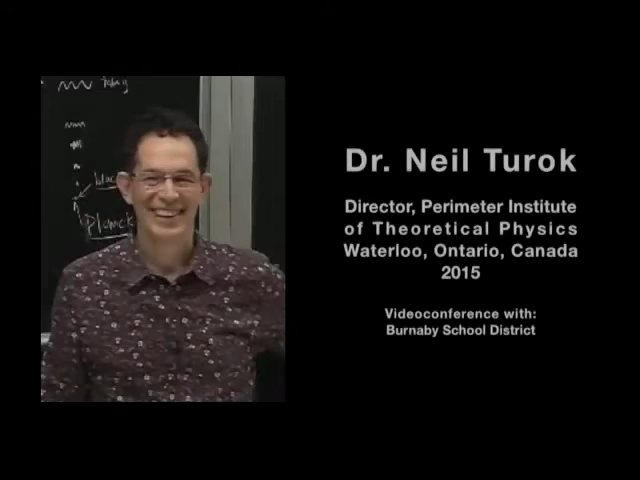 today
Planck
Dr. Neil Turok
Director, Perimeter Institute
of Theoretical Physics
Waterloo, Ontario, Canada
2015
Videoconference with:
Burnaby School District